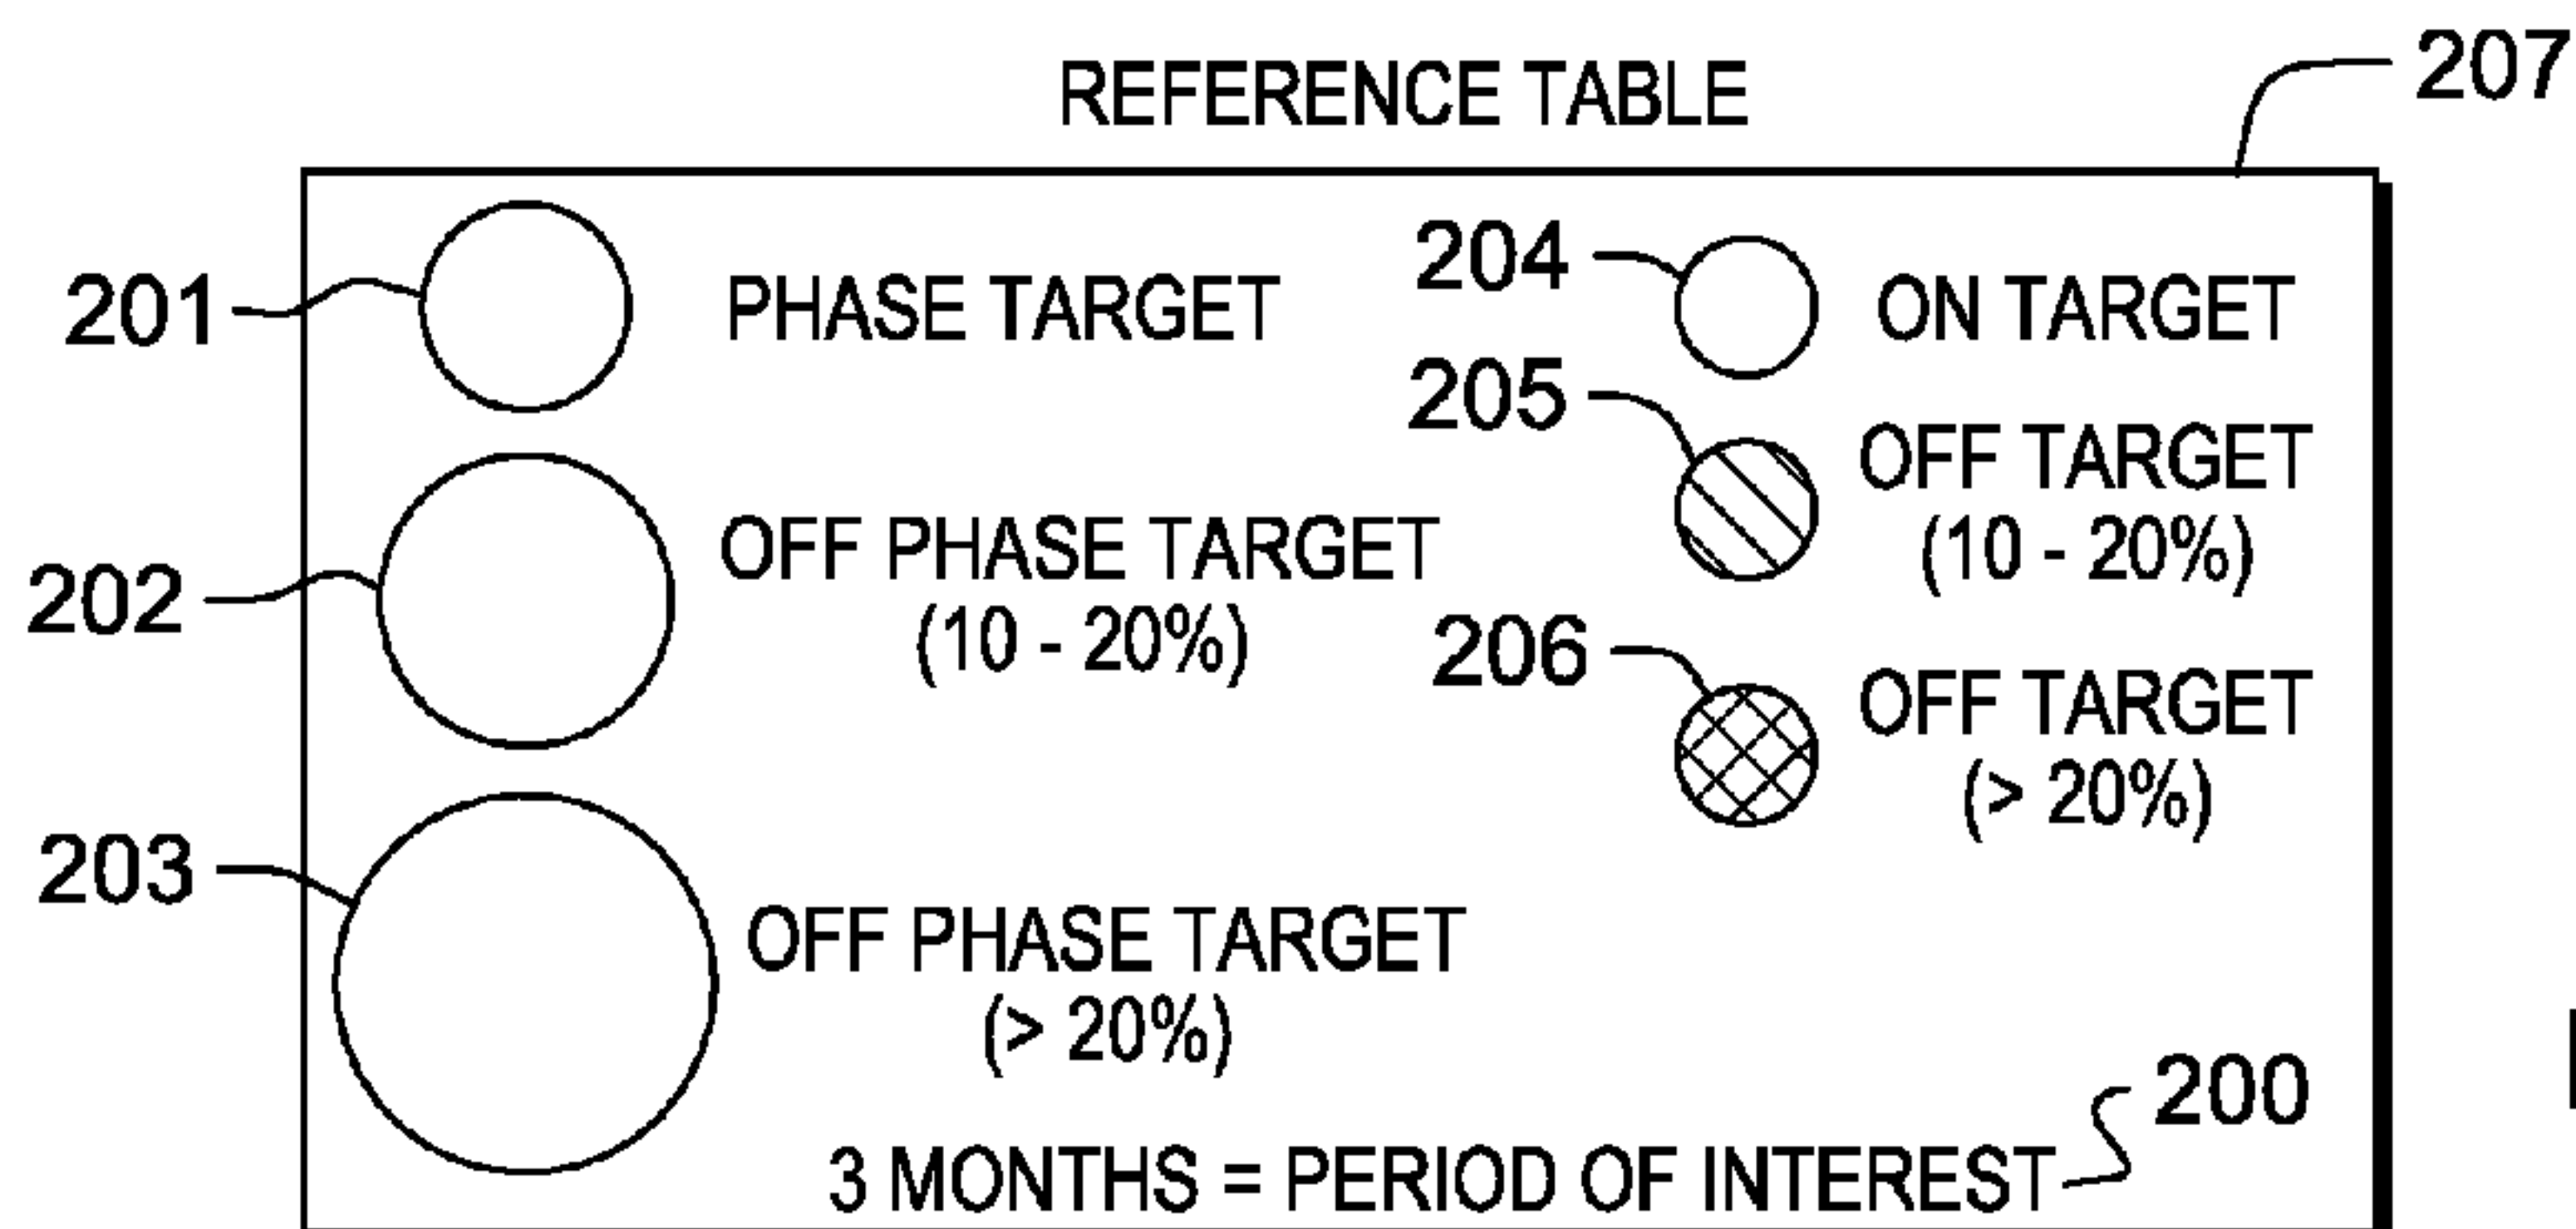 REFERENCE TABLE
207
201
PHASE TARGET
204
ON TARGET
205
OFF TARGET
(10 - 20%)
202
OFF PHASE TARGET
(10 - 20%)
206
OFF TARGET
(> 20%)
203
OFF PHASE TARGET
(> 20%)
200
3 MONTHS = PERIOD OF INTEREST